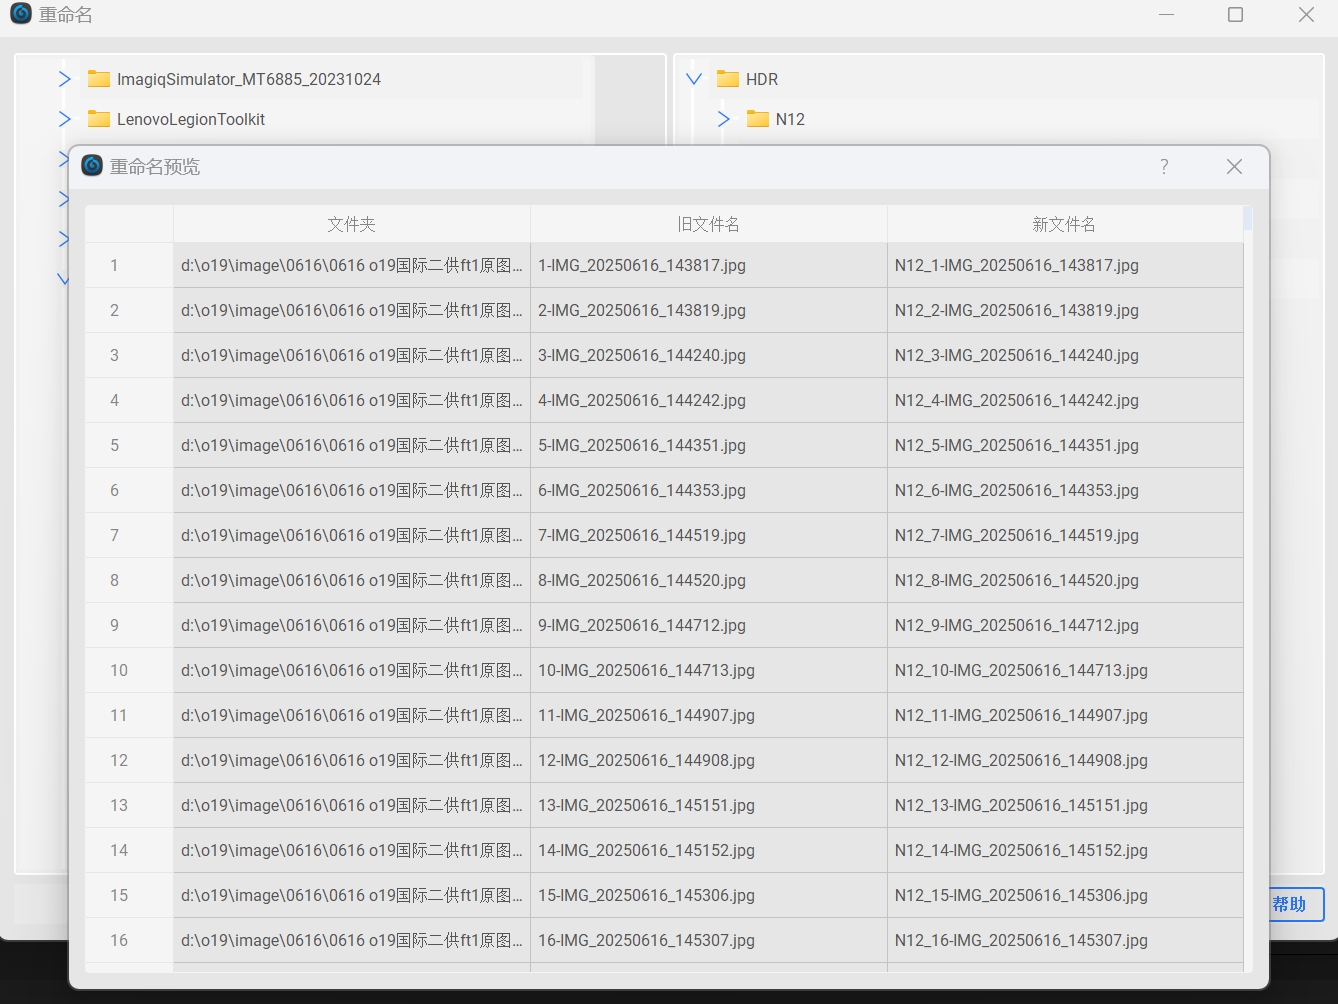 重命名
ImagiqSimulator_MT6885_20231024
LenovoLegionToolkit
HDR
N12
重命名预览
?
文件夹 旧文件名 新文件名
1 d:\o19\image\0616\0616 o19国际二供ft1原图... 1-IMG_20250616_143817.jpg N12_1-IMG_20250616_143817.jpg
2 d:\o19\image\0616\0616 o19国际二供ft1原图... 2-IMG_20250616_143819.jpg N12_2-IMG_20250616_143819.jpg
3 d:\o19\image\0616\0616 o19国际二供ft1原图... 3-IMG_20250616_144240.jpg N12_3-IMG_20250616_144240.jpg
4 d:\o19\image\0616\0616 o19国际二供ft1原图... 4-IMG_20250616_144242.jpg N12_4-IMG_20250616_144242.jpg
5 d:\o19\image\0616\0616 o19国际二供ft1原图... 5-IMG_20250616_144351.jpg N12_5-IMG_20250616_144351.jpg
6 d:\o19\image\0616\0616 o19国际二供ft1原图... 6-IMG_20250616_144353.jpg N12_6-IMG_20250616_144353.jpg
7 d:\o19\image\0616\0616 o19国际二供ft1原图... 7-IMG_20250616_144519.jpg N12_7-IMG_20250616_144519.jpg
8 d:\o19\image\0616\0616 o19国际二供ft1原图... 8-IMG_20250616_144520.jpg N12_8-IMG_20250616_144520.jpg
9 d:\o19\image\0616\0616 o19国际二供ft1原图... 9-IMG_20250616_144712.jpg N12_9-IMG_20250616_144712.jpg
10 d:\o19\image\0616\0616 o19国际二供ft1原图... 10-IMG_20250616_144713.jpg N12_10-IMG_20250616_144713.jpg
11 d:\o19\image\0616\0616 o19国际二供ft1原图... 11-IMG_20250616_144907.jpg N12_11-IMG_20250616_144907.jpg
12 d:\o19\image\0616\0616 o19国际二供ft1原图... 12-IMG_20250616_144908.jpg N12_12-IMG_20250616_144908.jpg
13 d:\o19\image\0616\0616 o19国际二供ft1原图... 13-IMG_20250616_145151.jpg N12_13-IMG_20250616_145151.jpg
14 d:\o19\image\0616\0616 o19国际二供ft1原图... 14-IMG_20250616_145152.jpg N12_14-IMG_20250616_145152.jpg
15 d:\o19\image\0616\0616 o19国际二供ft1原图... 15-IMG_20250616_145306.jpg N12_15-IMG_20250616_145306.jpg
16 d:\o19\image\0616\0616 o19国际二供ft1原图... 16-IMG_20250616_145307.jpg N12_16-IMG_20250616_145307.jpg
帮助